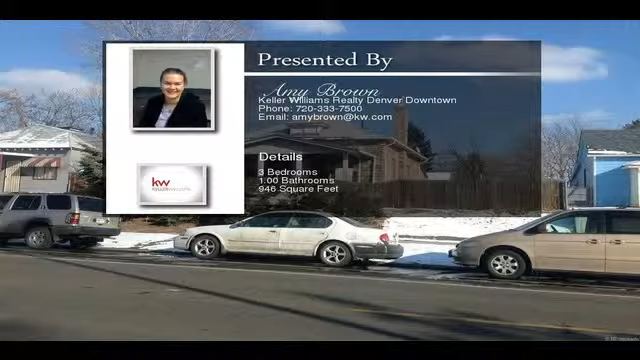 Presented By
Amy Brown
Keller Williams Realty Denver Downtown
Phone: 720-333-7500
Email: amybrown@kw.com
Details
3 Bedrooms
1.00 Bathrooms
946 Square Feet
kw